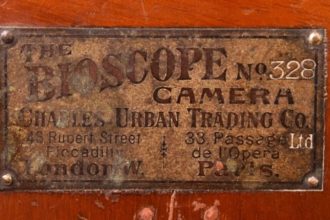 THE
BIOSCOPE No. 328
CAMERA
CHARLES URBAN TRADING CO.
Ltd
48 Rupert Street
Piccadilly
London W.
33. Passage
de l'Opera
Paris.